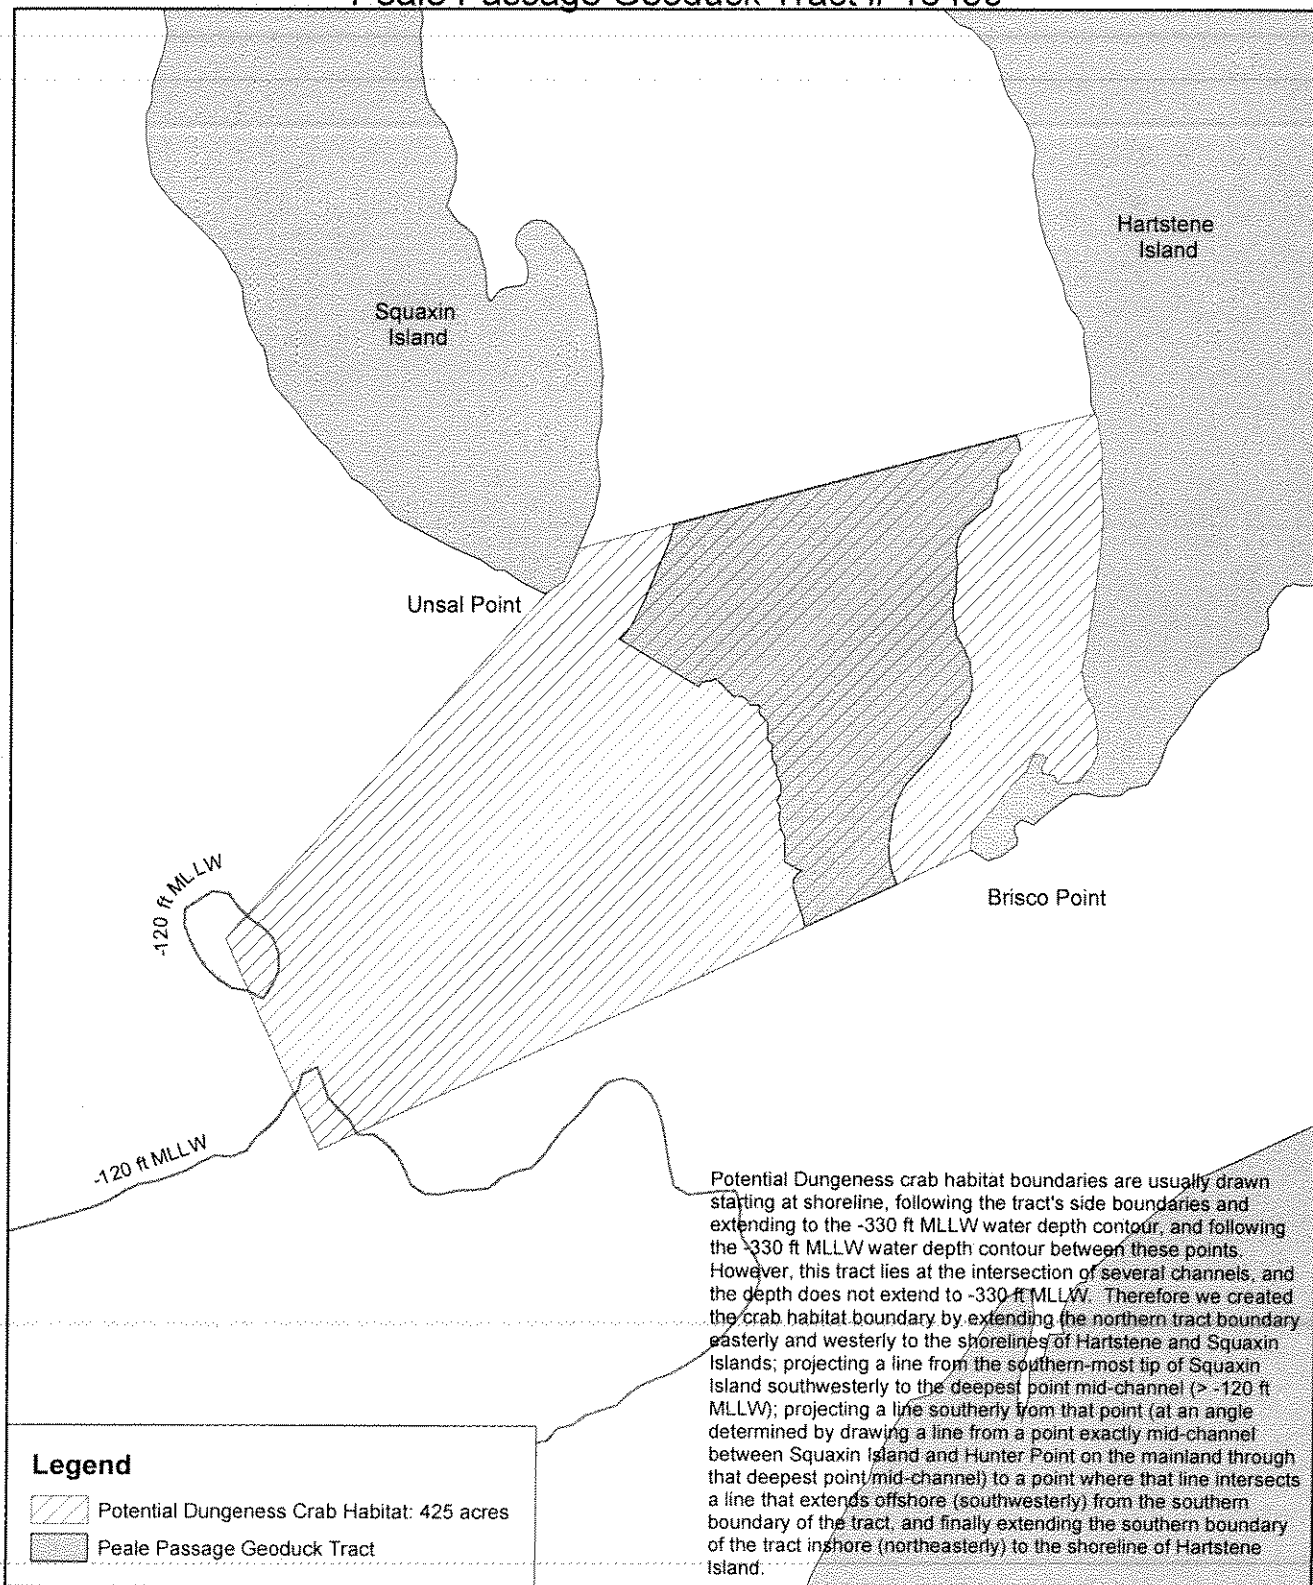 Hartstene
Island
Squaxin
Island
Unsal Point
-120 ft MLLW
Brisco Point
-120 ft MLLW
Potential Dungeness crab habitat boundaries are usually drawn
starting at shoreline, following the tract's side boundaries and
extending to the -330 ft MLLW water depth contour, and following
the -330 ft MLLW water depth contour between these points.
However, this tract lies at the intersection of several channels, and
the depth does not extend to -330 ft MLLW. Therefore we created
the crab habitat boundary by extending the northern tract boundary
easterly and westerly to the shorelines of Hartstene and Squaxin
Islands; projecting a line from the southern-most tip of Squaxin
Island southwesterly to the deepest point mid-channel (> -120 ft
MLLW); projecting a line southerly from that point (at an angle
determined by drawing a line from a point exactly mid-channel
between Squaxin Island and Hunter Point on the mainland through
that deepest point mid-channel) to a point where that line intersects
a line that extends offshore (southwesterly) from the southern
boundary of the tract, and finally extending the southern boundary
of the tract inshore (northeasterly) to the shoreline of Hartstene
Island.
Legend
Potential Dungeness Crab Habitat: 425 acres
Peale Passage Geoduck Tract